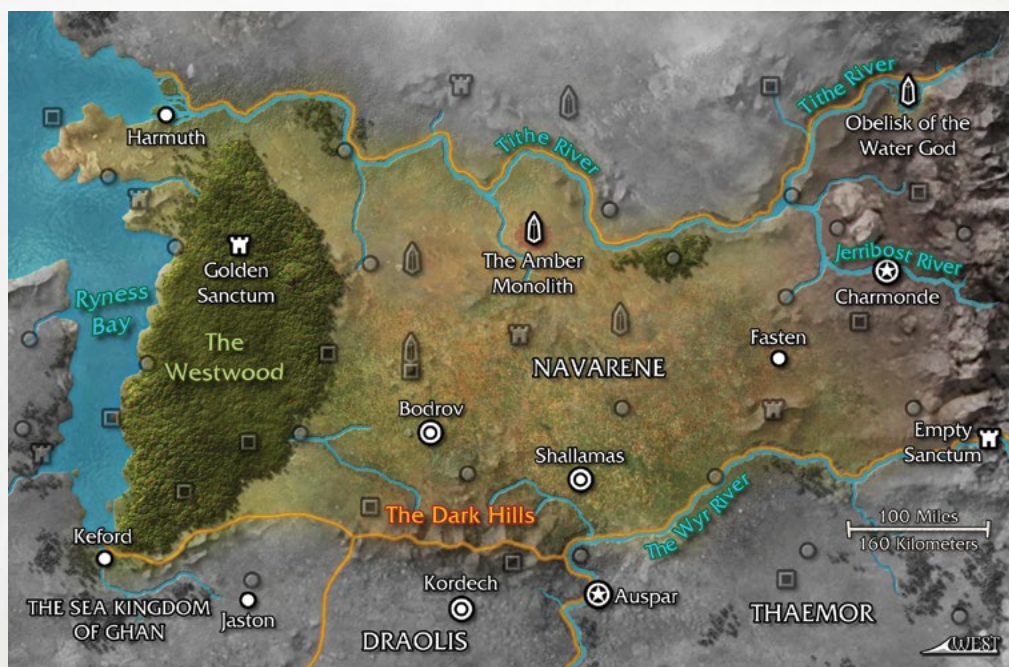 Tithe River
Harmuth
Obelisk of the
Water God
Tithe River
The Amber
Monolith
Jerribost River
Golden
Sanctum
Charmonde
Ryness
Bay
The
Westwood
Fasten
NAVARENE
Bodrov
Empty
Sanctum
Shallamas
The Dark Hills
The Wyr River
100 Miles
160 Kilometers
Keford
Kordech
Auspar
THE SEA KINGDOM
OF GHAN
Jaston
DRAOLIS
THAEMOR
WEST